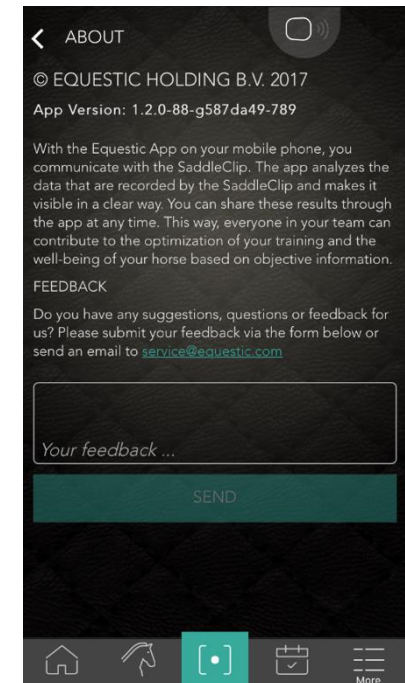 ABOUT
© EQUESTIC HOLDING B.V. 2017
App Version: 1.2.0-88-g587da49-789
With the Equestic App on your mobile phone, you
communicate with the SaddleClip. The app analyzes the
data that are recorded by the SaddleClip and makes it
visible in a clear way. You can share these results through
the app at any time. This way, everyone in your team can
contribute to the optimization of your training and the
well-being of your horse based on objective information.
FEEDBACK
Do you have any suggestions, questions or feedback for
us? Please submit your feedback via the form below or
send an email to service@equestic.com
Your feedback ...
SEND
More